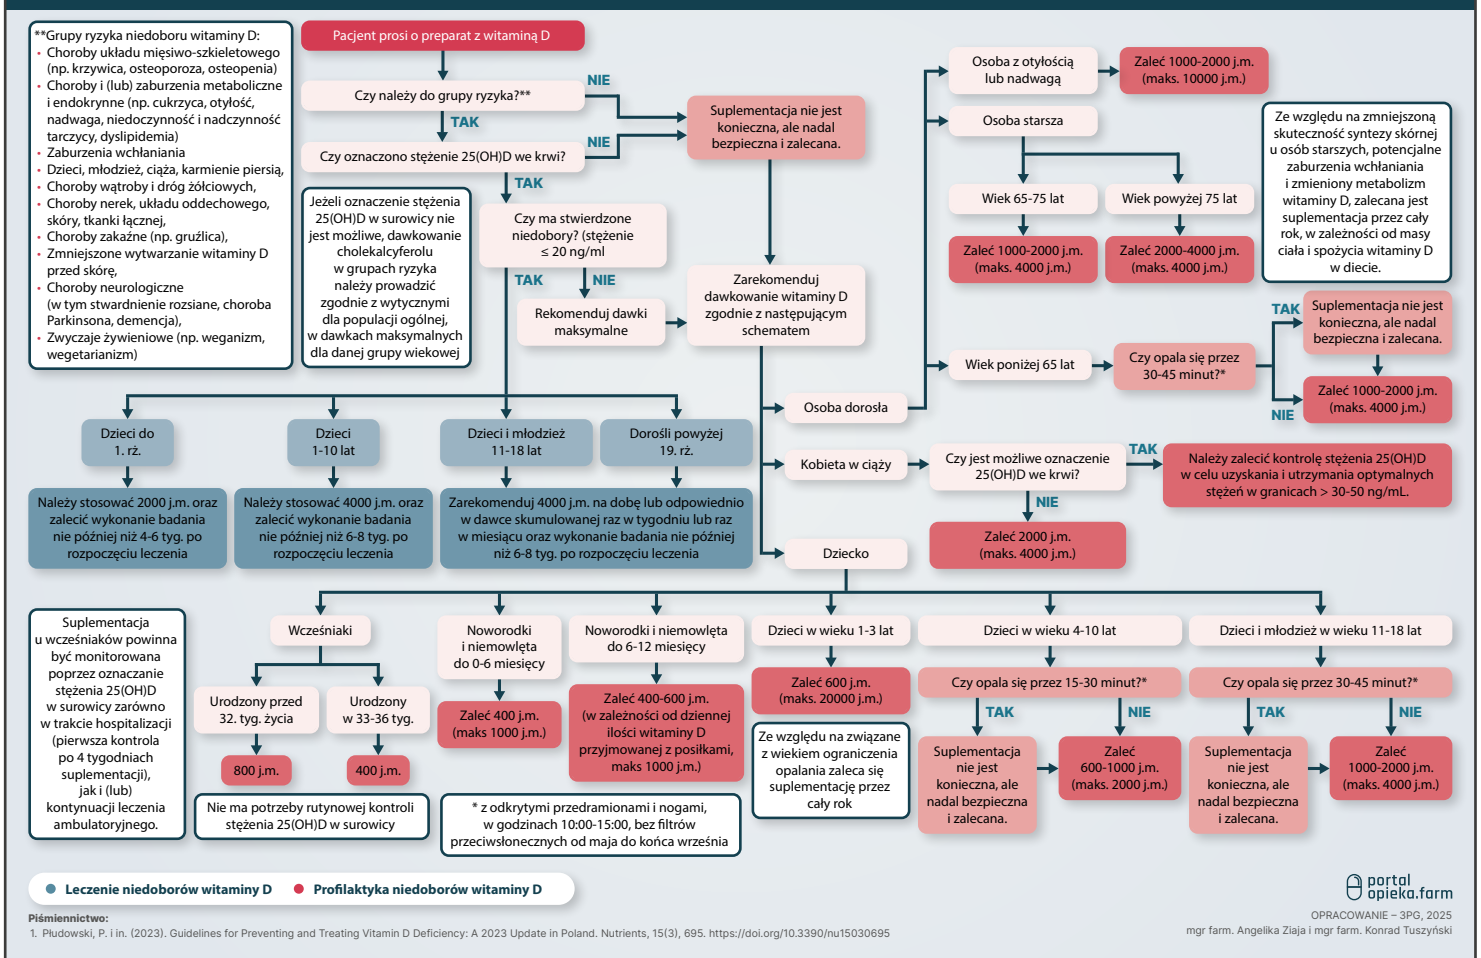 **Grupy ryzyka niedoboru witaminy D:
• Choroby układu mięsiwo-szkieletowego
(np. krzywica, osteoporoza, osteopenia)
• Choroby i (lub) zaburzenia metaboliczne
i endokrynne (np. cukrzyca, otyłość,
nadwaga, niedoczynność i nadczynność
tarczycy, dyslipidemia)
• Zaburzenia wchłaniania
• Dzieci, młodzież, ciąża, karmienie piersią,
• Choroby wątroby i dróg żółciowych,
• Choroby nerek, układu oddechowego,
skóry, tkanki łącznej,
• Choroby zakaźne (np. gruźlica),
• Zmniejszone wytwarzanie witaminy D
przed skórę,
• Choroby neurologiczne
(w tym stwardnienie rozsiane, choroba
Parkinsona, demencja),
• Zwyczaje żywieniowe (np. weganizm,
wegetarianizm)
Pacjent prosi o preparat z witaminą D
Czy należy do grupy ryzyka?**
NIE
TAK
Czy oznaczono stężenie 25(OH)D we krwi?
NIE
TAK
Suplementacja nie jest
konieczna, ale nadal
bezpieczna i zalecana.
Jeżeli oznaczenie stężenia
25(OH)D w surowicy nie
jest możliwe, dawkowanie
cholekalcyferolu
w grupach ryzyka
należy prowadzić
zgodnie z wytycznymi
dla populacji ogólnej,
w dawkach maksymalnych
dla danej grupy wiekowej
Czy ma stwierdzone
niedobory? (stężenie
≤ 20 ng/ml
TAK
NIE
Rekomenduj dawki
maksymalne
Zarekomenduj
dawkowanie witaminy D
zgodnie z następującym
schematem
Osoba z otyłością
lub nadwagą
Zaleć 1000-2000 j.m.
(maks. 10000 j.m.)
Osoba starsza
Wiek 65-75 lat
Wiek powyżej 75 lat
Zaleć 1000-2000 j.m.
(maks. 4000 j.m.)
Zaleć 2000-4000 j.m.
(maks. 4000 j.m.)
Ze względu na zmniejszoną
skuteczność syntezy skórnej
u osób starszych, potencjalne
zaburzenia wchłaniania
i zmieniony metabolizm
witaminy D, zalecana jest
suplementacja przez cały
rok, w zależności od masy
ciała i spożycia witaminy D
w diecie.
Wiek poniżej 65 lat
Czy opala się przez
30-45 minut?*
TAK
Suplementacja nie jest
konieczna, ale nadal
bezpieczna i zalecana.
NIE
Zaleć 1000-2000 j.m.
(maks. 4000 j.m.)
Osoba dorosła
Kobieta w ciąży
Czy jest możliwe oznaczenie
25(OH)D we krwi?
TAK
Należy zalecić kontrolę stężenia 25(OH)D
w celu uzyskania i utrzymania optymalnych
stężeń w granicach > 30-50 ng/mL.
NIE
Zaleć 2000 j.m.
(maks. 4000 j.m.)
Dziecko
Dzieci do
1. rż.
Dzieci
1-10 lat
Dzieci i młodzież
11-18 lat
Dorośli powyżej
19. rż.
Należy stosować 2000 j.m. oraz
zalecić wykonanie badania
nie później niż 4-6 tyg. po
rozpoczęciu leczenia
Należy stosować 4000 j.m. oraz
zalecić wykonanie badania
nie później niż 6-8 tyg. po
rozpoczęciu leczenia
Zarekomenduj 4000 j.m. na dobę lub odpowiednio
w dawce skumulowanej raz w tygodniu lub raz
w miesiącu oraz wykonanie badania nie później
niż 6-8 tyg. po rozpoczęciu leczenia
Suplementacja
u wcześniaków powinna
być monitorowana
poprzez oznaczanie
stężenia 25(OH)D
w surowicy zarówno
w trakcie hospitalizacji
(pierwsza kontrola
po 4 tygodniach
suplementacji),
jak i (lub)
kontynuacji leczenia
ambulatoryjnego.
Wcześniaki
Urodzony przed
32. tyg. życia
Urodzony
w 33-36 tyg.
800 j.m.
400 j.m.
Nie ma potrzeby rutynowej kontroli
stężenia 25(OH)D w surowicy
Noworodki
i niemowlęta
do 0-6 miesięcy
Zaleć 400 j.m.
(maks 1000 j.m.)
Noworodki i niemowlęta
do 6-12 miesięcy
Zaleć 400-600 j.m.
(w zależności od dziennej
ilości witaminy D
przyjmowanej z posiłkami,
maks 1000 j.m.)
* z odkrytymi przedramionami i nogami,
w godzinach 10:00-15:00, bez filtrów
przeciwsłonecznych od maja do końca września
Dzieci w wieku 1-3 lat
Zaleć 600 j.m.
(maks. 20000 j.m.)
Ze względu na związane
z wiekiem ograniczenia
opalania zaleca się
suplementację przez
cały rok
Dzieci w wieku 4-10 lat
Czy opala się przez 15-30 minut?*
TAK
NIE
Suplementacja
nie jest
konieczna, ale
nadal bezpieczna
i zalecana.
Zaleć
600-1000 j.m.
(maks. 2000 j.m.)
Dzieci i młodzież w wieku 11-18 lat
Czy opala się przez 30-45 minut?*
TAK
NIE
Suplementacja
nie jest
konieczna, ale
nadal bezpieczna
i zalecana.
Zaleć
1000-2000 j.m.
(maks. 4000 j.m.)
Leczenie niedoborów witaminy D
Profilaktyka niedoborów witaminy D
portal
opieka.farm
Piśmiennictwo:
1. Płudowski, P. i in. (2023). Guidelines for Preventing and Treating Vitamin D Deficiency: A 2023 Update in Poland. Nutrients, 15(3), 695. https://doi.org/10.3390/nu15030695
OPRACOWANIE – 3PG, 2025
mgr farm. Angelika Ziaja i mgr farm. Konrad Tuszyński